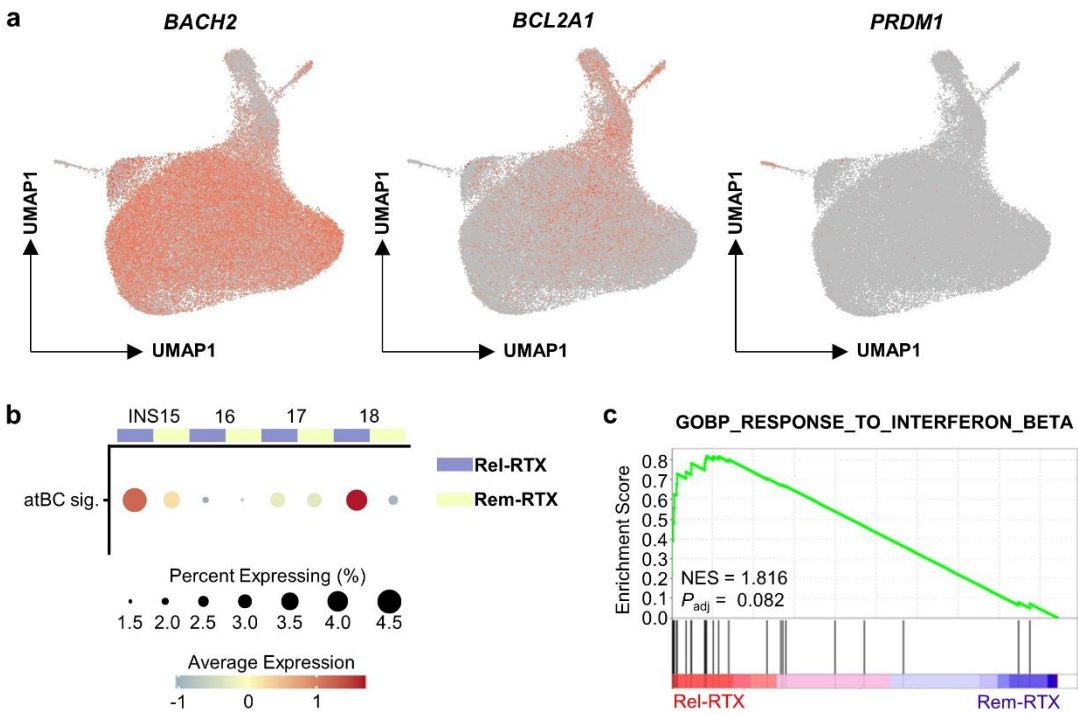 a
BACH2 BCL2A1 PRDM1
UMAP1 UMAP1 UMAP1
UMAP1 UMAP1 UMAP1
b
INS15 16 17 18
Rel-RTX
atBC sig.
Rem-RTX
Percent Expressing (%)
1.5 2.0 2.5 3.0 3.5 4.0 4.5
Average Expression
-1 0 1
c
GOBP_RESPONSE_TO_INTERFERON_BETA
Enrichment Score
0.8
0.7
0.6
0.5
0.4
0.3
0.2
0.1
0.0
NES = 1.816
Padj = 0.082
Rel-RTX Rem-RTX